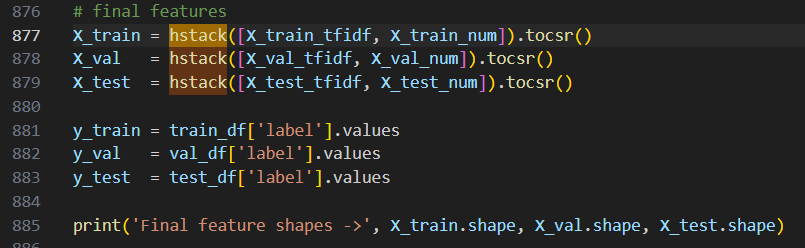 876 # final features
877 X_train = hstack([X_train_tfidf, X_train_num]).tocsr()
878 X_val   = hstack([X_val_tfidf, X_val_num]).tocsr()
879 X_test  = hstack([X_test_tfidf, X_test_num]).tocsr()
880
881 y_train = train_df['label'].values
882 y_val   = val_df['label'].values
883 y_test  = test_df['label'].values
884
885 print('Final feature shapes ->', X_train.shape, X_val.shape, X_test.shape)